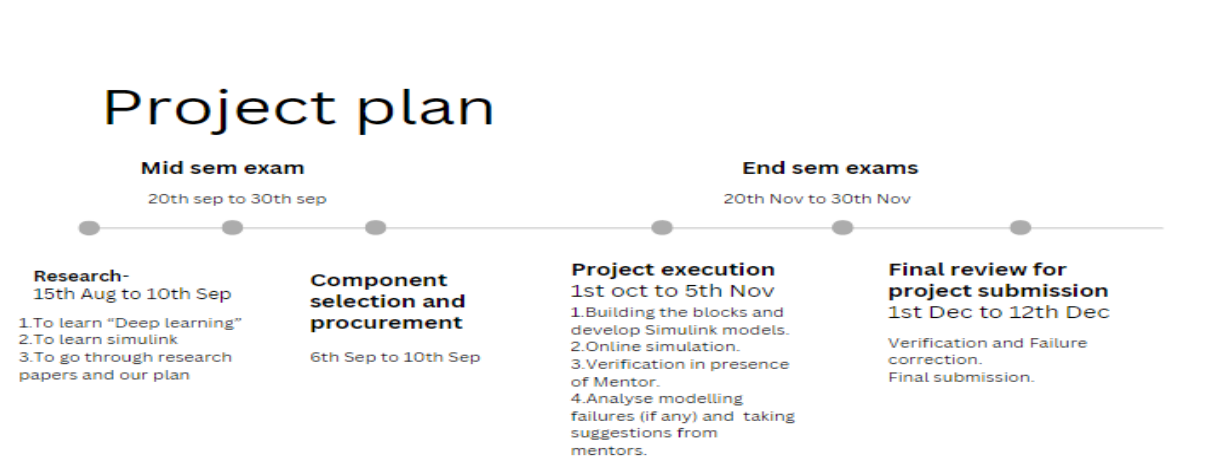 Project plan
Mid sem exam
20th sep to 30th sep
End sem exams
20th Nov to 30th Nov
Research-
15th Aug to 10th Sep
1.To learn “Deep learning”
2.To learn simulink
3.To go through research
papers and our plan
Component
selection and
procurement
6th Sep to 10th Sep
Project execution
1st oct to 5th Nov
1.Building the blocks and
develop Simulink models.
2.Online simulation.
3.Verification in presence
of Mentor.
4.Analyse modelling
failures (if any) and taking
suggestions from
mentors.
Final review for
project submission
1st Dec to 12th Dec
Verification and Failure
correction.
Final submission.